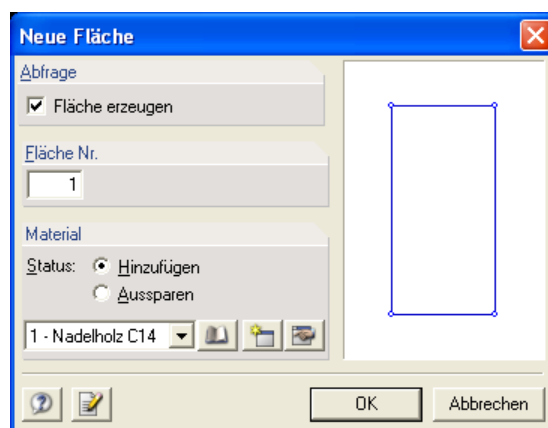 Neue Fläche
Abfrage
Fläche erzeugen
Fläche Nr.
1
Material
Status: Hinzufügen
Aussparen
1 - Nadelholz C14
OK Abbrechen